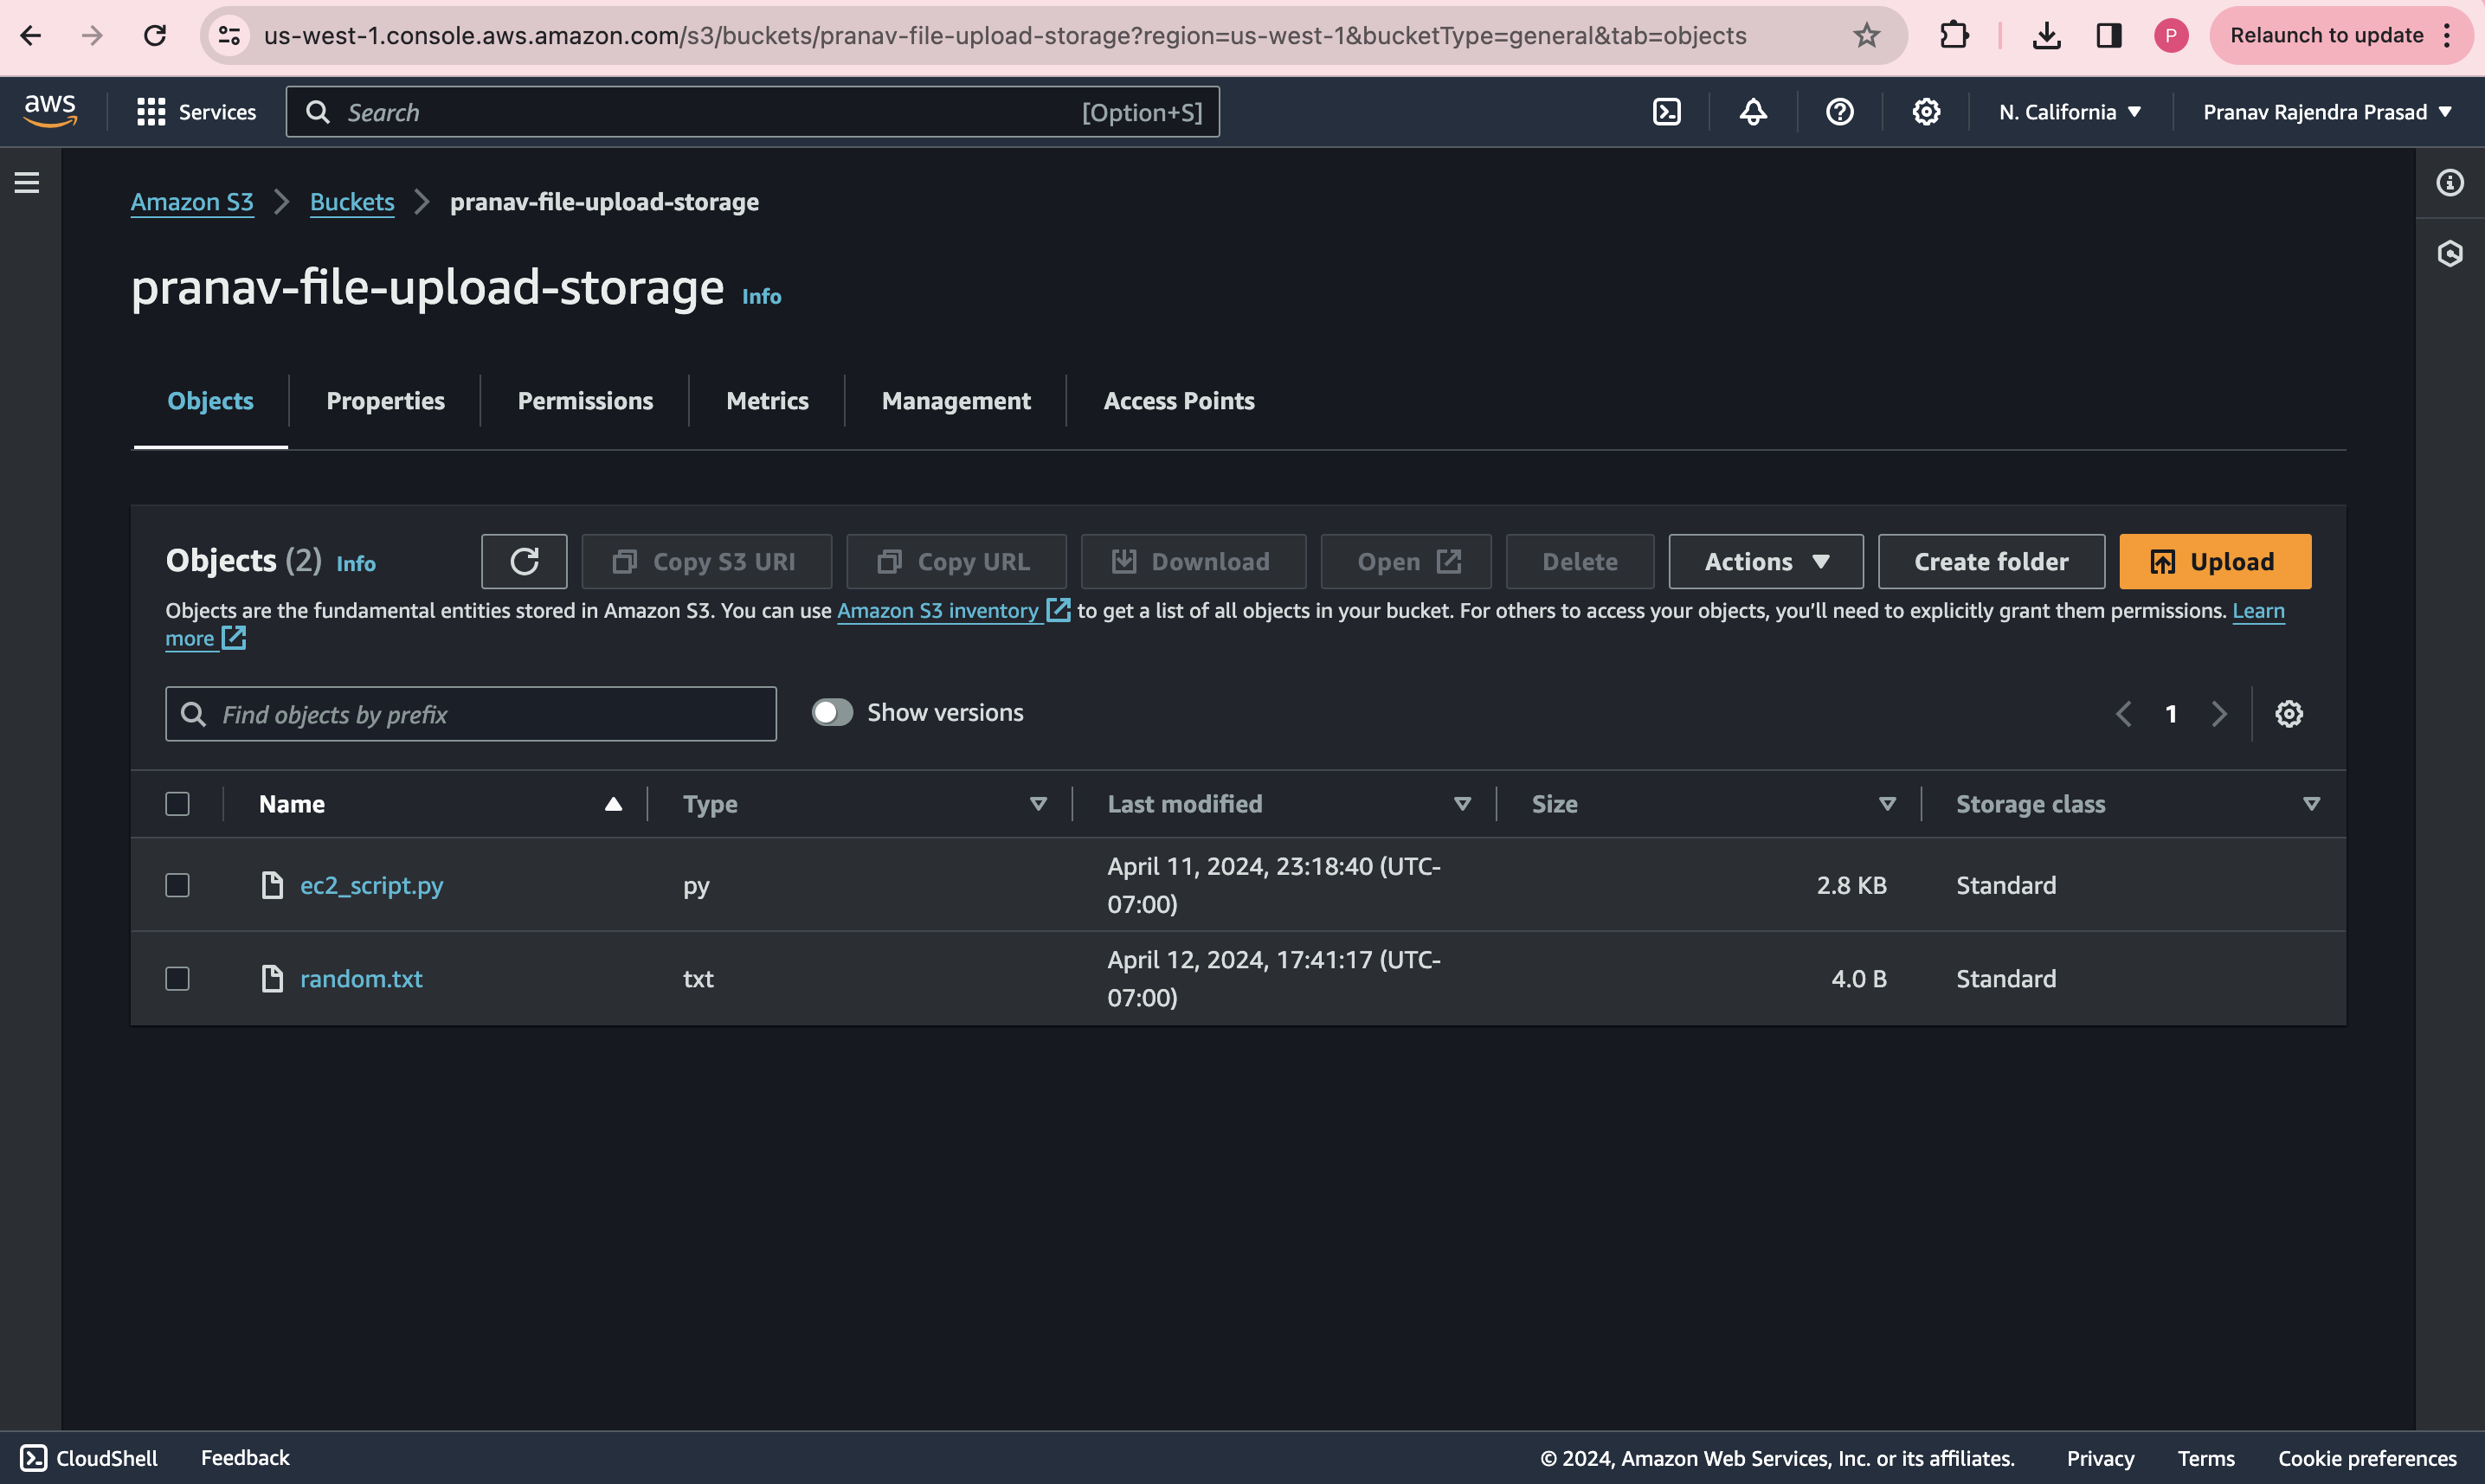 us-west-1.console.aws.amazon.com/s3/buckets/pranav-file-upload-storage?region=us-west-1&bucketType=general&tab=objects
P
Relaunch to update
aws
Services
Search
[Option+S]
N. California
Pranav Rajendra Prasad
Amazon S3
Buckets
pranav-file-upload-storage
pranav-file-upload-storage Info
Objects
Properties
Permissions
Metrics
Management
Access Points
Objects (2) Info
Copy S3 URI
Copy URL
Download
Open
Delete
Actions
Create folder
Upload
Objects are the fundamental entities stored in Amazon S3. You can use Amazon S3 inventory to get a list of all objects in your bucket. For others to access your objects, you’ll need to explicitly grant them permissions. Learn
more
Find objects by prefix
Show versions
1
Name
Type
Last modified
Size
Storage class
ec2_script.py
py
April 11, 2024, 23:18:40 (UTC-
07:00)
2.8 KB
Standard
random.txt
txt
April 12, 2024, 17:41:17 (UTC-
07:00)
4.0 B
Standard
CloudShell
Feedback
© 2024, Amazon Web Services, Inc. or its affiliates.
Privacy
Terms
Cookie preferences